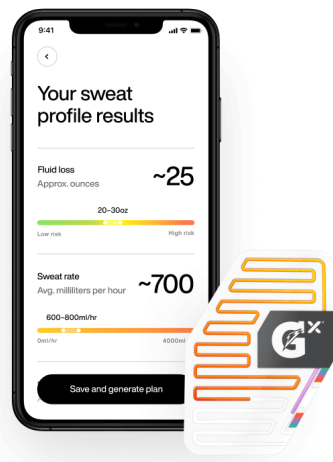 9:41
Your sweat
profile results
Fluid loss
Approx. ounces
~25
20–30oz
Low risk
High risk
Sweat rate
Avg. milliliters per hour
~700
600–800ml/hr
0ml/hr
Save and generate plan
G
X